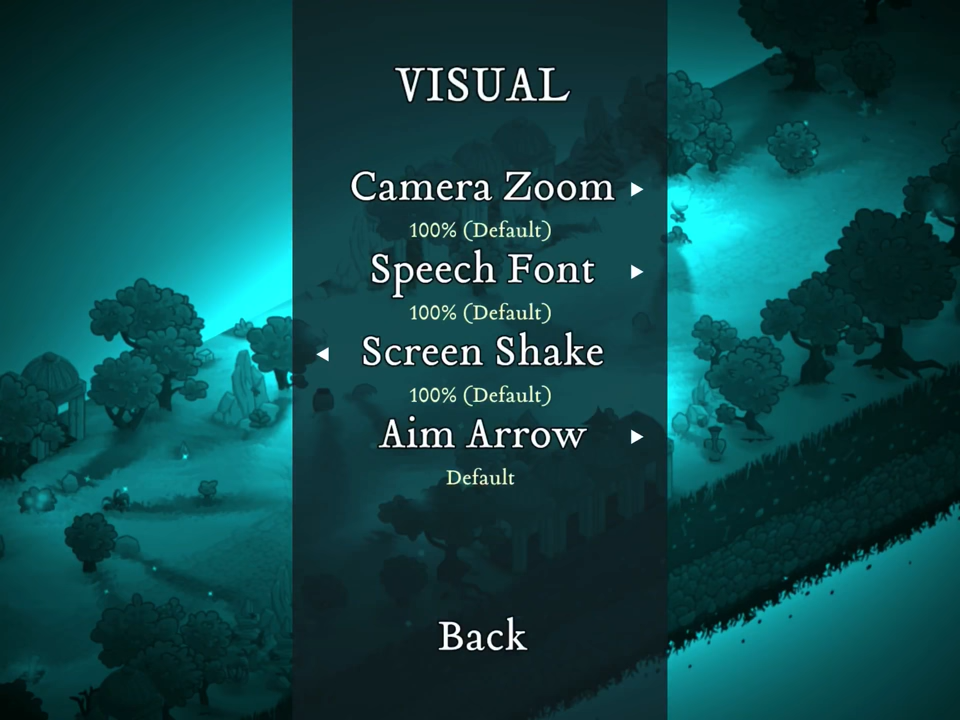 VISUAL
Camera Zoom
100% (Default)
Speech Font
100% (Default)
Screen Shake
100% (Default)
Aim Arrow
Default
Back